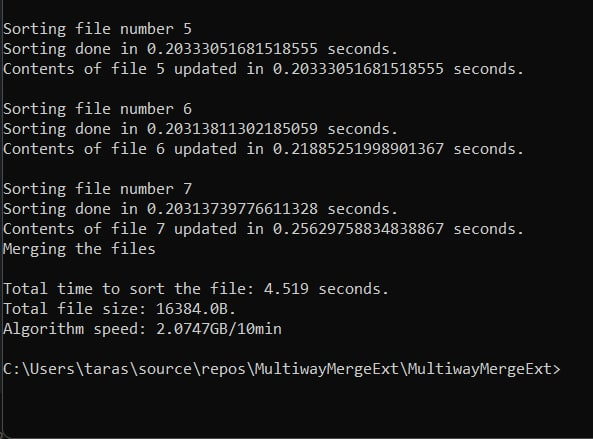 Sorting file number 5
Sorting done in 0.20333051681518555 seconds.
Contents of file 5 updated in 0.20333051681518555 seconds.
Sorting file number 6
Sorting done in 0.20313811302185059 seconds.
Contents of file 6 updated in 0.21885251998901367 seconds.
Sorting file number 7
Sorting done in 0.20313739776611328 seconds.
Contents of file 7 updated in 0.25629758834838867 seconds.
Merging the files
Total time to sort the file: 4.519 seconds.
Total file size: 16384.0B.
Algorithm speed: 2.0747GB/10min
C:\Users\taras\source\repos\MultiwayMergeExt\MultiwayMergeExt>